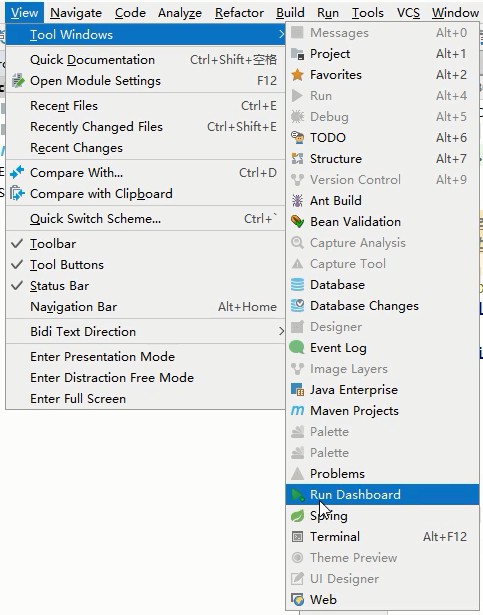 View Navigate Code Analyze Refactor Build Run Tools VCS Window
Tool Windows
Quick Documentation Ctrl+Shift+空格
Open Module Settings F12
Recent Files Ctrl+E
Recently Changed Files Ctrl+Shift+E
Recent Changes
Compare With... Ctrl+D
Compare with Clipboard
Quick Switch Scheme... Ctrl+`
Toolbar
Tool Buttons
Status Bar
Navigation Bar Alt+Home
Bidi Text Direction
Enter Presentation Mode
Enter Distraction Free Mode
Enter Full Screen
Messages Alt+0
Project Alt+1
Favorites Alt+2
Run Alt+4
Debug Alt+5
TODO Alt+6
Structure Alt+7
Version Control Alt+9
Ant Build
Bean Validation
Capture Analysis
Capture Tool
Database
Database Changes
Designer
Event Log
Image Layers
Java Enterprise
Maven Projects
Palette
Palette
Problems
Run Dashboard
Spring
Terminal Alt+F12
Theme Preview
UI Designer
Web